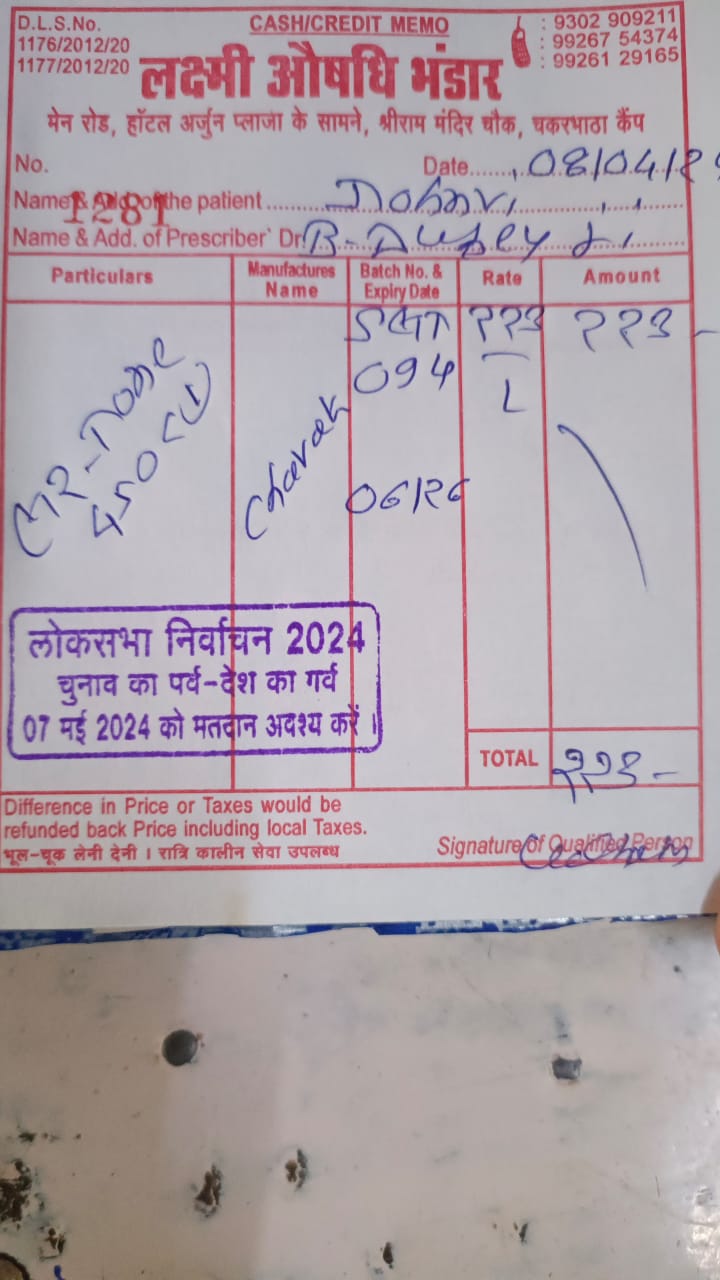 D.L.S.No.
1176/2012/20
1177/2012/20
CASH/CREDIT MEMO
: 9302 909211
: 99267 54374
: 99261 29165
लक्ष्मी औषधि भंडार
मेन रोड, हॉटल अर्जुन प्लाजा के सामने, श्रीराम मंदिर चौक, चकरभाठा कैंप
No. 1281
Date........08/04/2
Name & Add. of the patient
Name & Add. of Prescriber Dr.
Particulars Manufactures Name Batch No. & Expiry Date Rate Amount
450 Charak 094 २२३ २२३-
06/26
लोकसभा निर्वाचन 2024
चुनाव का पर्व-देश का गर्व
07 मई 2024 को मतदान अवश्य करें ।
TOTAL २२३-
Difference in Price or Taxes would be
refunded back Price including local Taxes.
भूल-चूक लेनी देनी । रात्रि कालीन सेवा उपलब्ध
Signature of Qualified Person